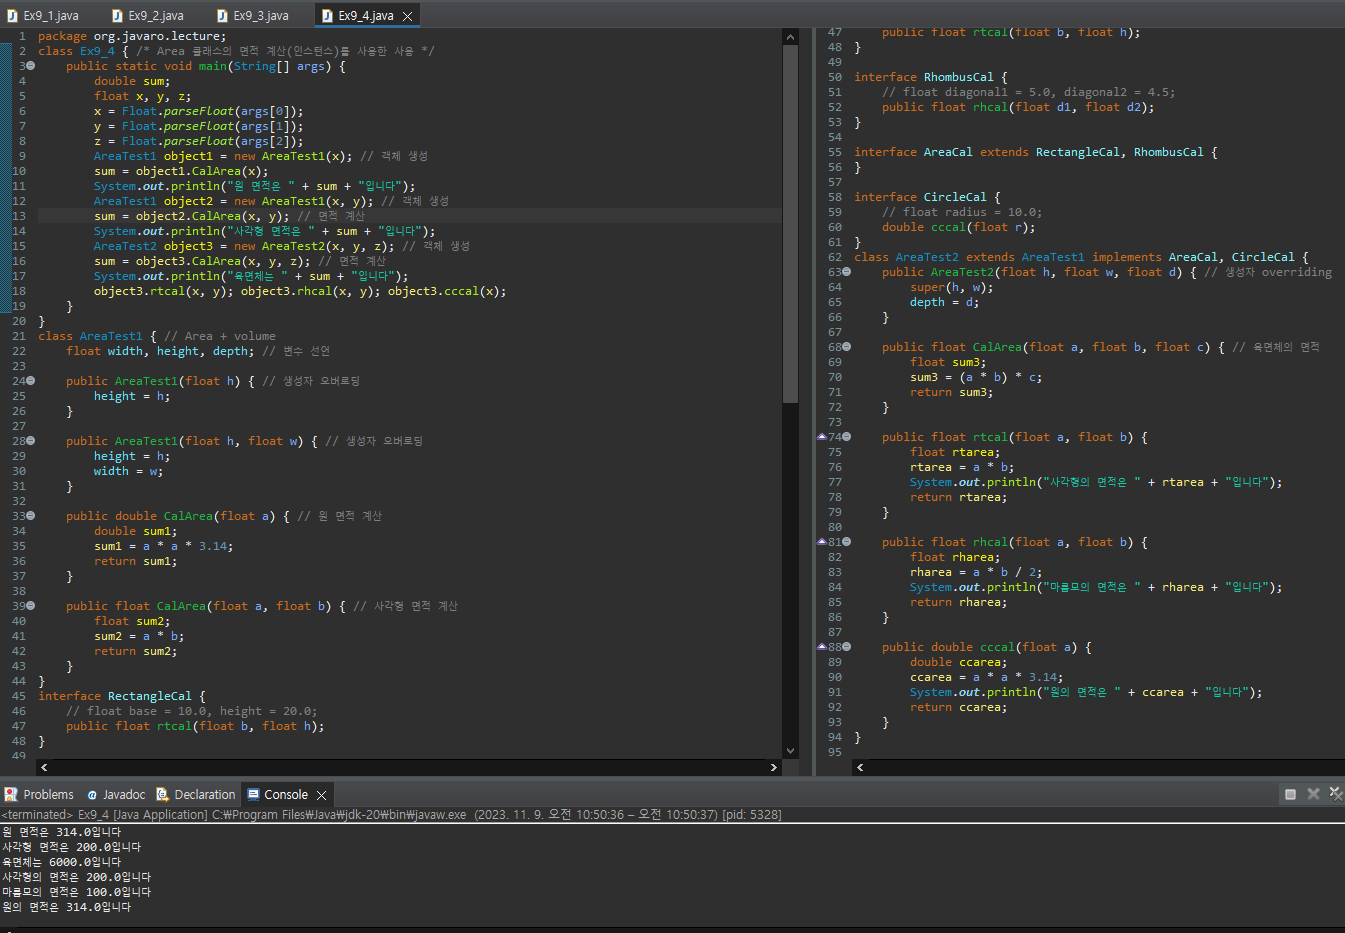 Ex9_1.java
Ex9_2.java
Ex9_3.java
Ex9_4.java
1 package org.javaro.lecture;
2 class Ex9_4 { /* Area 클래스의 면적 계산(인스턴스)를 사용한 사용 */
3 public static void main(String[] args) {
4 double sum;
5 float x, y, z;
6 x = Float.parseFloat(args[0]);
7 y = Float.parseFloat(args[1]);
8 z = Float.parseFloat(args[2]);
9 AreaTest1 object1 = new AreaTest1(x); // 객체 생성
10 sum = object1.CalArea(x);
11 System.out.println("원 면적은 " + sum + "입니다");
12 AreaTest1 object2 = new AreaTest1(x, y); // 객체 생성
13 sum = object2.CalArea(x, y); // 면적 계산
14 System.out.println("사각형 면적은 " + sum + "입니다");
15 AreaTest2 object3 = new AreaTest2(x, y, z); // 객체 생성
16 sum = object3.CalArea(x, y, z); // 면적 계산
17 System.out.println("육면체는 " + sum + "입니다");
18 object3.rtcal(x, y); object3.rhcal(x, y); object3.cccal(x);
19 }
20 }
21 class AreaTest1 { // Area + volume
22 float width, height, depth; // 변수 선언
23
24 public AreaTest1(float h) { // 생성자 오버로딩
25 height = h;
26 }
27
28 public AreaTest1(float h, float w) { // 생성자 오버로딩
29 height = h;
30 width = w;
31 }
32
33 public double CalArea(float a) { // 원 면적 계산
34 double sum1;
35 sum1 = a * a * 3.14;
36 return sum1;
37 }
38
39 public float CalArea(float a, float b) { // 사각형 면적 계산
40 float sum2;
41 sum2 = a * b;
42 return sum2;
43 }
44 }
45 interface RectangleCal {
46 // float base = 10.0, height = 20.0;
47 public float rtcal(float b, float h);
48 }
49
47 public float rtcal(float b, float h);
48 }
49
50 interface RhombusCal {
51 // float diagonal1 = 5.0, diagonal2 = 4.5;
52 public float rhcal(float d1, float d2);
53 }
54
55 interface AreaCal extends RectangleCal, RhombusCal {
56 }
57
58 interface CircleCal {
59 // float radius = 10.0;
60 double cccal(float r);
61 }
62 class AreaTest2 extends AreaTest1 implements AreaCal, CircleCal {
63 public AreaTest2(float h, float w, float d) { // 생성자 overriding
64 super(h, w);
65 depth = d;
66 }
67
68 public float CalArea(float a, float b, float c) { // 육면체의 면적
69 float sum3;
70 sum3 = (a * b) * c;
71 return sum3;
72 }
73
74 public float rtcal(float a, float b) {
75 float rtarea;
76 rtarea = a * b;
77 System.out.println("사각형의 면적은 " + rtarea + "입니다");
78 return rtarea;
79 }
80
81 public float rhcal(float a, float b) {
82 float rharea;
83 rharea = a * b / 2;
84 System.out.println("마름모의 면적은 " + rharea + "입니다");
85 return rharea;
86 }
87
88 public double cccal(float a) {
89 double ccarea;
90 ccarea = a * a * 3.14;
91 System.out.println("원의 면적은 " + ccarea + "입니다");
92 return ccarea;
93 }
94 }
95
Problems @ Javadoc Declaration Console
<terminated> Ex9_4 [Java Application] C:₩Program Files₩Java₩jdk-20₩bin₩javaw.exe (2023. 11. 9. 오전 10:50:36 – 오전 10:50:37) [pid: 5328]
원 면적은 314.0입니다
사각형 면적은 200.0입니다
육면체는 6000.0입니다
사각형의 면적은 200.0입니다
마름모의 면적은 100.0입니다
원의 면적은 314.0입니다